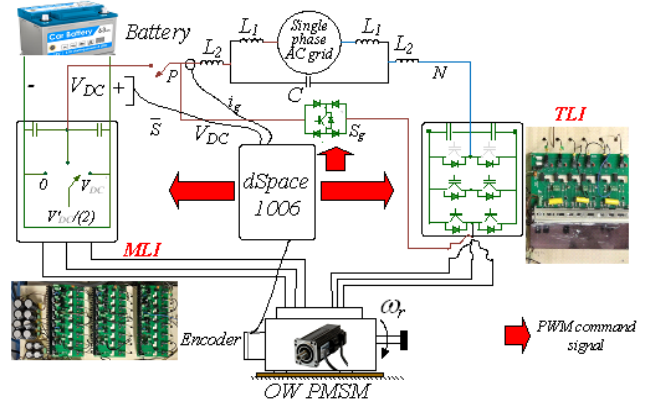 Car Battery
Battery
L1
Single
phase
AC grid
L1
L2
L2
P
N
C
-
VDC +
ig
S̅
VDC
Sg
TLI
dSpace
1006
0
VDC
V'DC/(2)
MLI
ωr
Encoder
PWM command
signal
OW PMSM